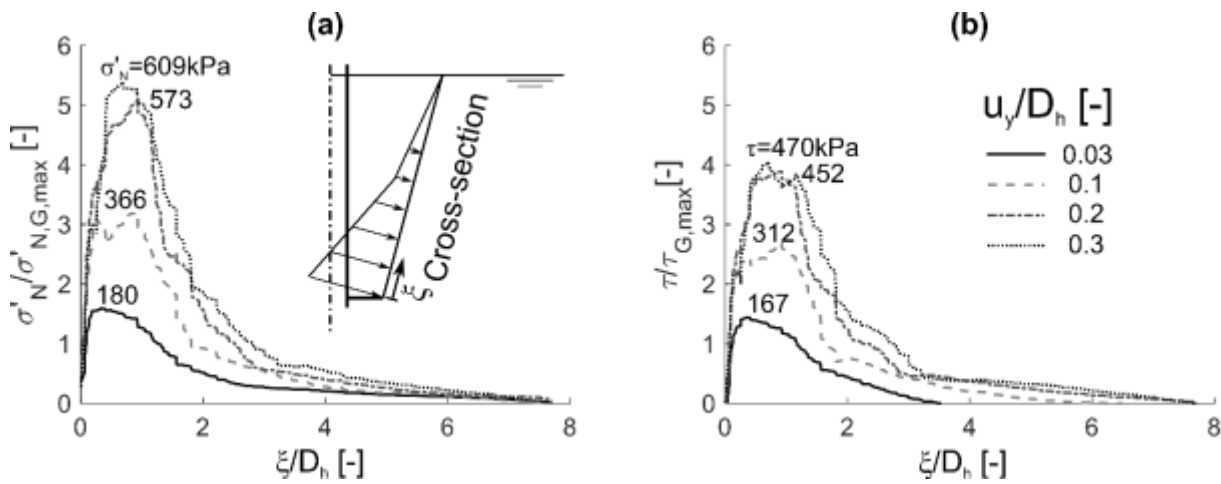 (a)
σ'N/σ'N,G,max [-]
6
5
4
3
2
1
0
σ'N=609kPa
573
366
180
ξ
Cross-section
0 2 4 6 8
ξ/Dh [-]
(b)
τ/τG,max[-]
6
5
4
3
2
1
0
τ=470kPa
452
312
167
uy/Dh [-]
0.03
0.1
0.2
0.3
0 2 4 6 8
ξ/Dh [-]